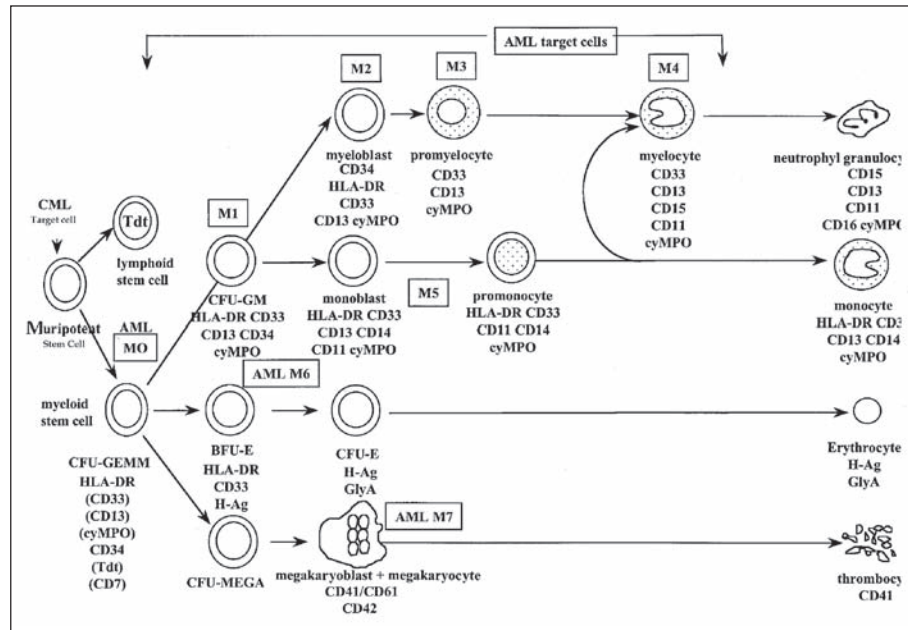 AML target cells
M2
M3
M4
myeloblast
CD34
HLA-DR
CD33
CD13 cyMPO
promyelocyte
CD33
CD13
cyMPO
myelocyte
CD33
CD13
CD15
CD11
cyMPO
neutrophyl granulocy
CD15
CD13
CD11
CD16 cyMPO
CML
Target cell
Tdt
lymphoid
stem cell
M1
Muripotent
Stem Cell
AML
MO
CFU-GM
HLA-DR CD33
CD13 CD34
cyMPO
monoblast
HLA-DR CD33
CD13 CD14
CD11 cyMPO
M5
promonocyte
HLA-DR CD33
CD11 CD14
cyMPO
monocyte
HLA-DR CD3
CD13 CD14
cyMPO
AML M6
myeloid
stem cell
CFU-GEMM
HLA-DR
(CD33)
(CD13)
(cyMPO)
CD34
(Tdt)
(CD7)
BFU-E
HLA-DR
CD33
H-Ag
CFU-E
H-Ag
GlyA
Erythrocyte
H-Ag
GlyA
AML M7
CFU-MEGA
megakaryoblast + megakaryocyte
CD41/CD61
CD42
thrombocy
CD41